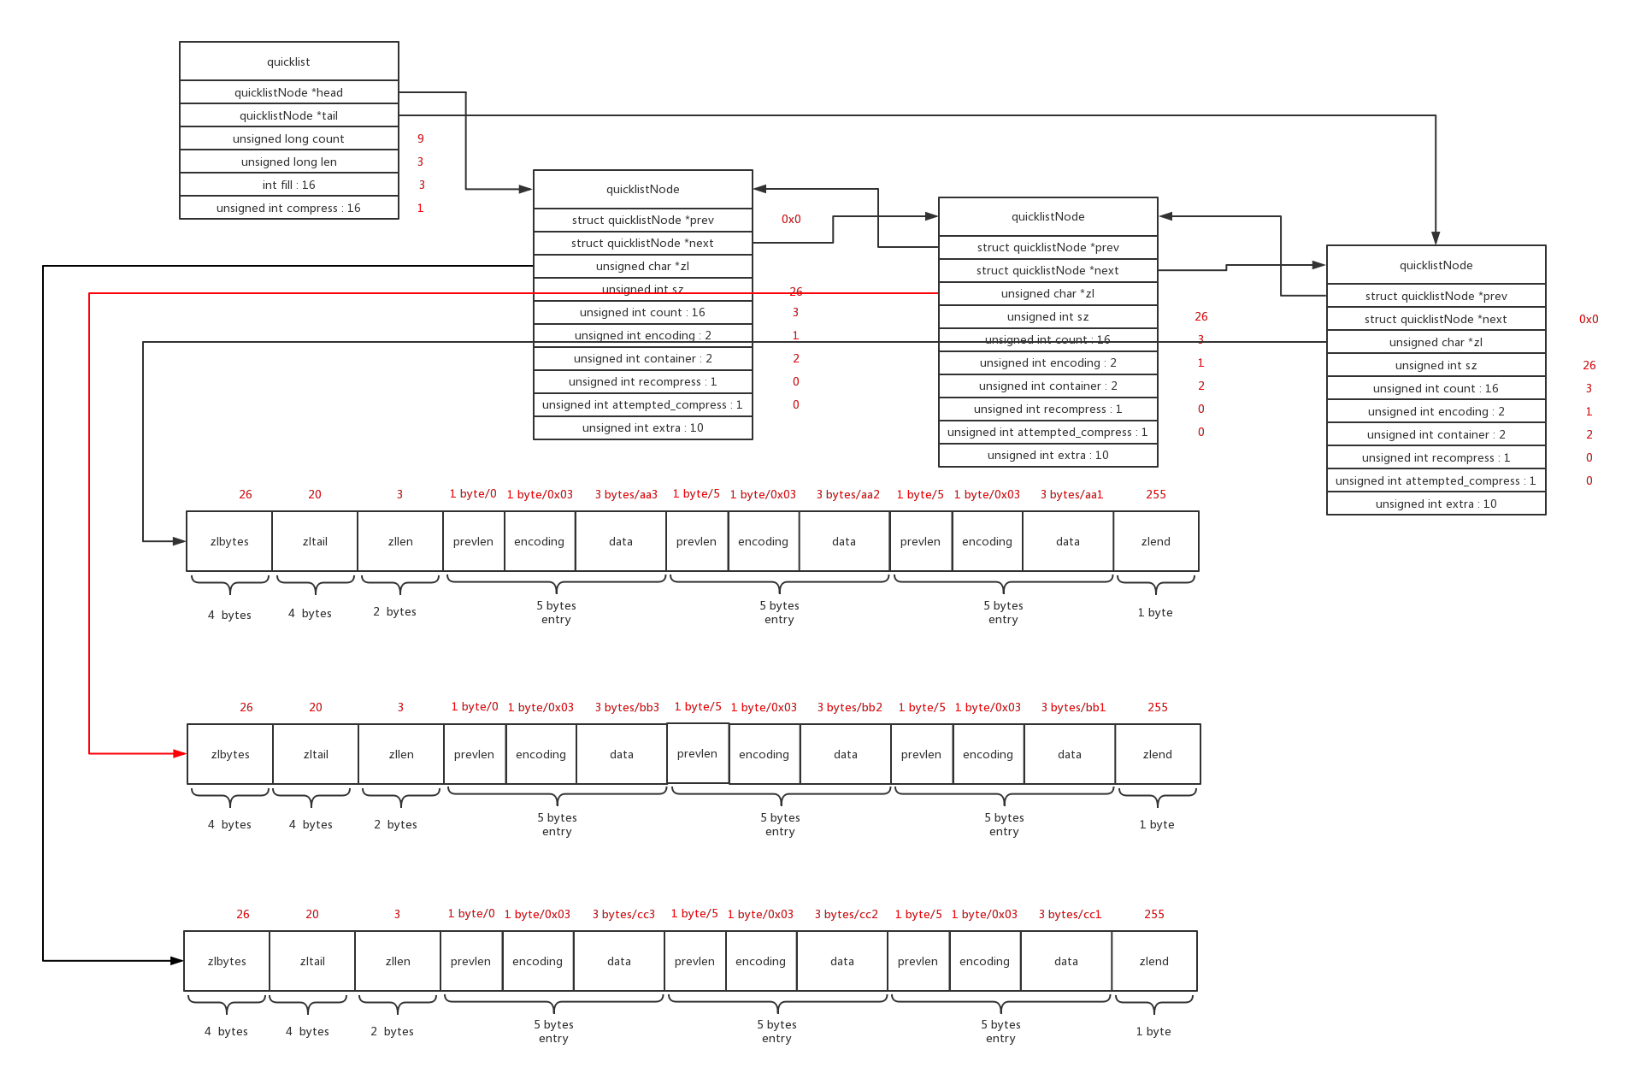 quicklist
quicklistNode *head
quicklistNode *tail
unsigned long count 9
unsigned long len 3
int fill : 16 3
unsigned int compress : 16 1
quicklistNode
struct quicklistNode *prev 0x0
struct quicklistNode *next
unsigned char *zl
unsigned int sz 26
unsigned int count : 16 3
unsigned int encoding : 2 1
unsigned int container : 2 2
unsigned int recompress : 1 0
unsigned int attempted_compress : 1 0
unsigned int extra : 10
quicklistNode
struct quicklistNode *prev
struct quicklistNode *next
unsigned char *zl
unsigned int sz 26
unsigned int count : 16 3
unsigned int encoding : 2 1
unsigned int container : 2 2
unsigned int recompress : 1 0
unsigned int attempted_compress : 1 0
unsigned int extra : 10
quicklistNode
struct quicklistNode *prev
struct quicklistNode *next 0x0
unsigned char *zl
unsigned int sz 26
unsigned int count : 16 3
unsigned int encoding : 2 1
unsigned int container : 2 2
unsigned int recompress : 1 0
unsigned int attempted_compress : 1 0
unsigned int extra : 10
26 20 3 1 byte/0 1 byte/0x03 3 bytes/aa3 1 byte/5 1 byte/0x03 3 bytes/aa2 1 byte/5 1 byte/0x03 3 bytes/aa1 255
zlbytes zltail zllen prevlen encoding data prevlen encoding data prevlen encoding data zlend
4 bytes 4 bytes 2 bytes 5 bytes 5 bytes 5 bytes 1 byte
entry entry entry
26 20 3 1 byte/0 1 byte/0x03 3 bytes/bb3 1 byte/5 1 byte/0x03 3 bytes/bb2 1 byte/5 1 byte/0x03 3 bytes/bb1 255
zlbytes zltail zllen prevlen encoding data prevlen encoding data prevlen encoding data zlend
4 bytes 4 bytes 2 bytes 5 bytes 5 bytes 5 bytes 1 byte
entry entry entry
26 20 3 1 byte/0 1 byte/0x03 3 bytes/cc3 1 byte/5 1 byte/0x03 3 bytes/cc2 1 byte/5 1 byte/0x03 3 bytes/cc1 255
zlbytes zltail zllen prevlen encoding data prevlen encoding data prevlen encoding data zlend
4 bytes 4 bytes 2 bytes 5 bytes 5 bytes 5 bytes 1 byte
entry entry entry